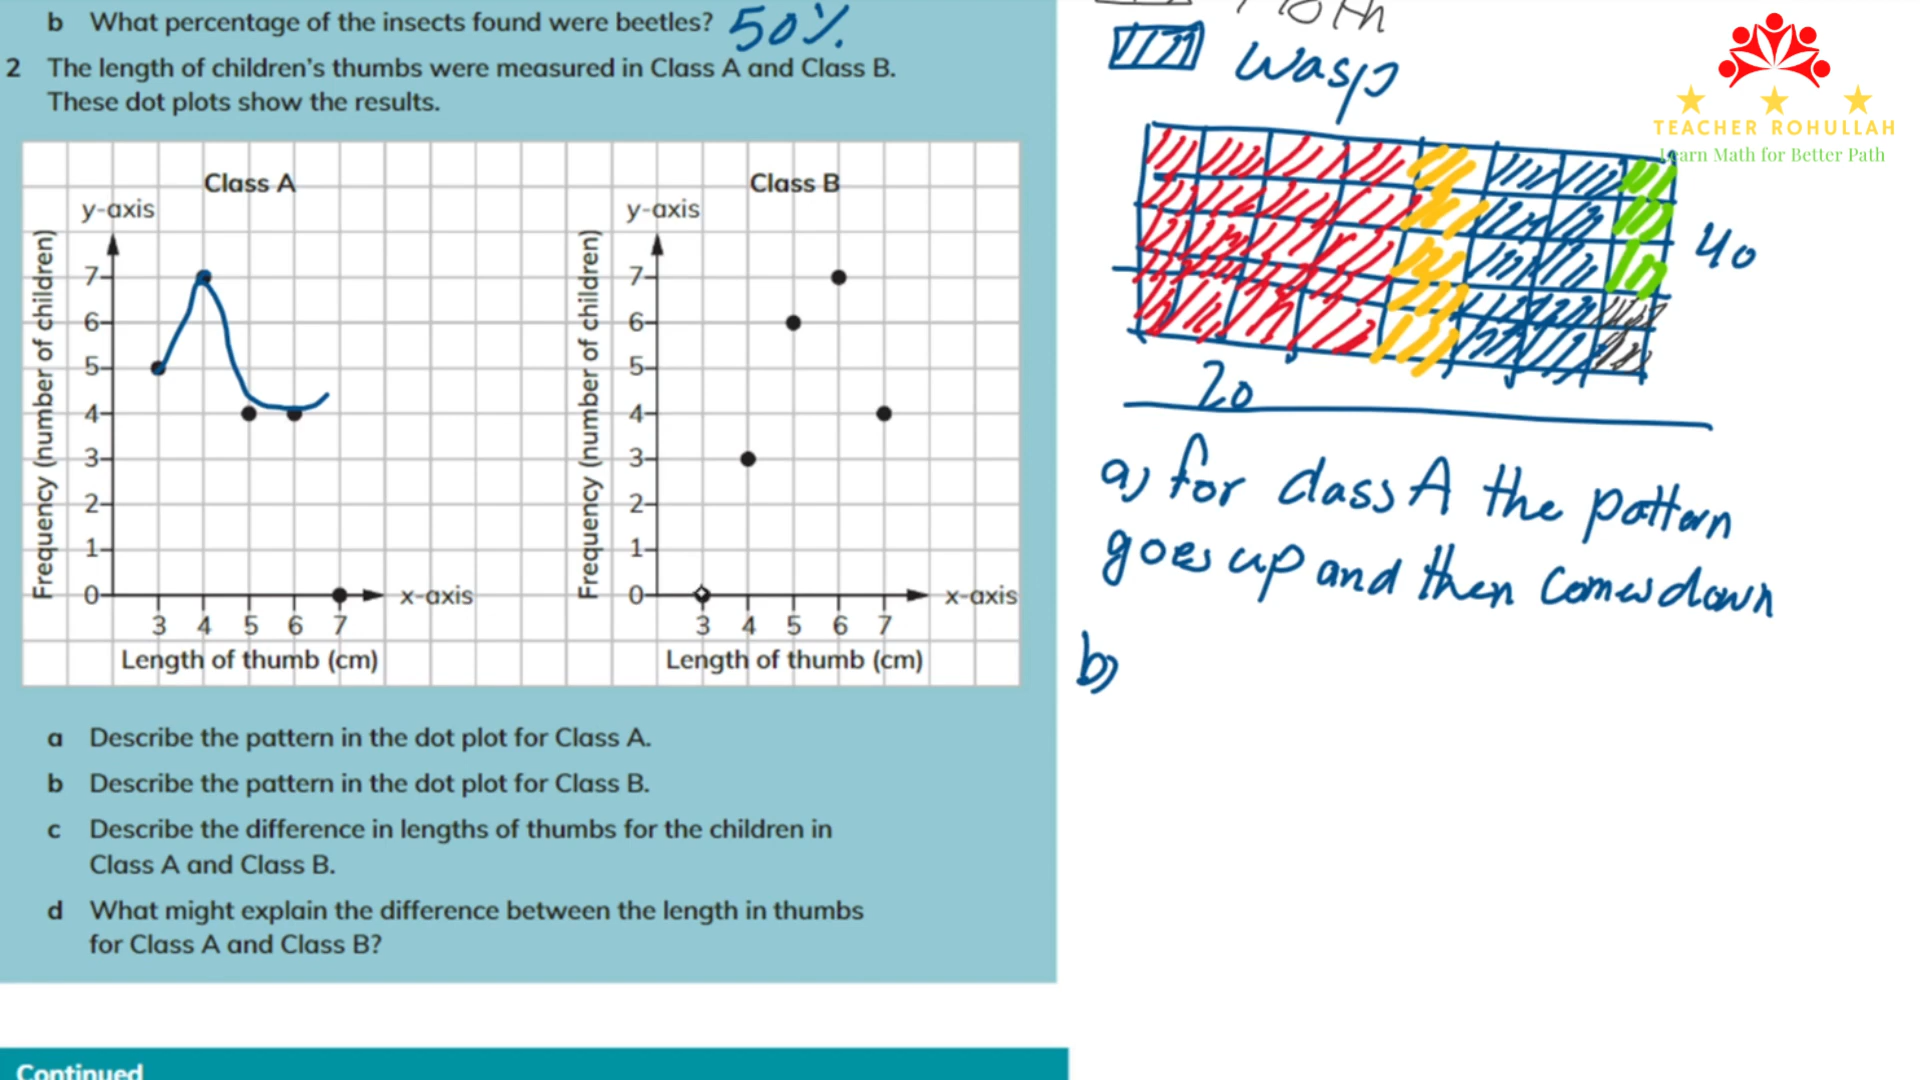 b What percentage of the insects found were beetles? 50%
2 The length of children's thumbs were measured in Class A and Class B.
These dot plots show the results.
Class A
y-axis
Frequency (number of children)
7
6
5
4
3
2
1
0
x-axis
3 4 5 6 7
Length of thumb (cm)
Class B
y-axis
Frequency (number of children)
7
6
5
4
3
2
1
0
x-axis
3 4 5 6 7
Length of thumb (cm)
a Describe the pattern in the dot plot for Class A.
b Describe the pattern in the dot plot for Class B.
c Describe the difference in lengths of thumbs for the children in
Class A and Class B.
d What might explain the difference between the length in thumbs
for Class A and Class B?
Continued
wasp
40
20
a) for class A the pattern
goes up and then comes down
b)
TEACHER ROHULLAH
Learn Math for Better Path